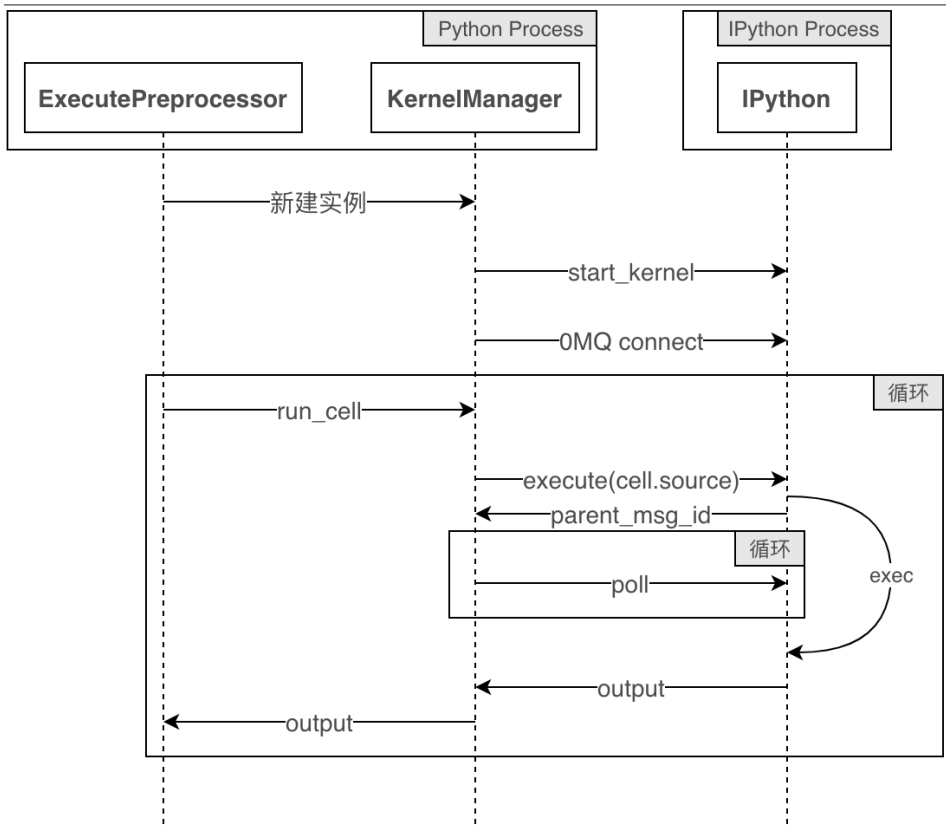 Python Process
IPython Process
ExecutePreprocessor
KernelManager
IPython
新建实例
start_kernel
0MQ connect
循环
run_cell
execute(cell.source)
parent_msg_id
循环
exec
poll
output
output